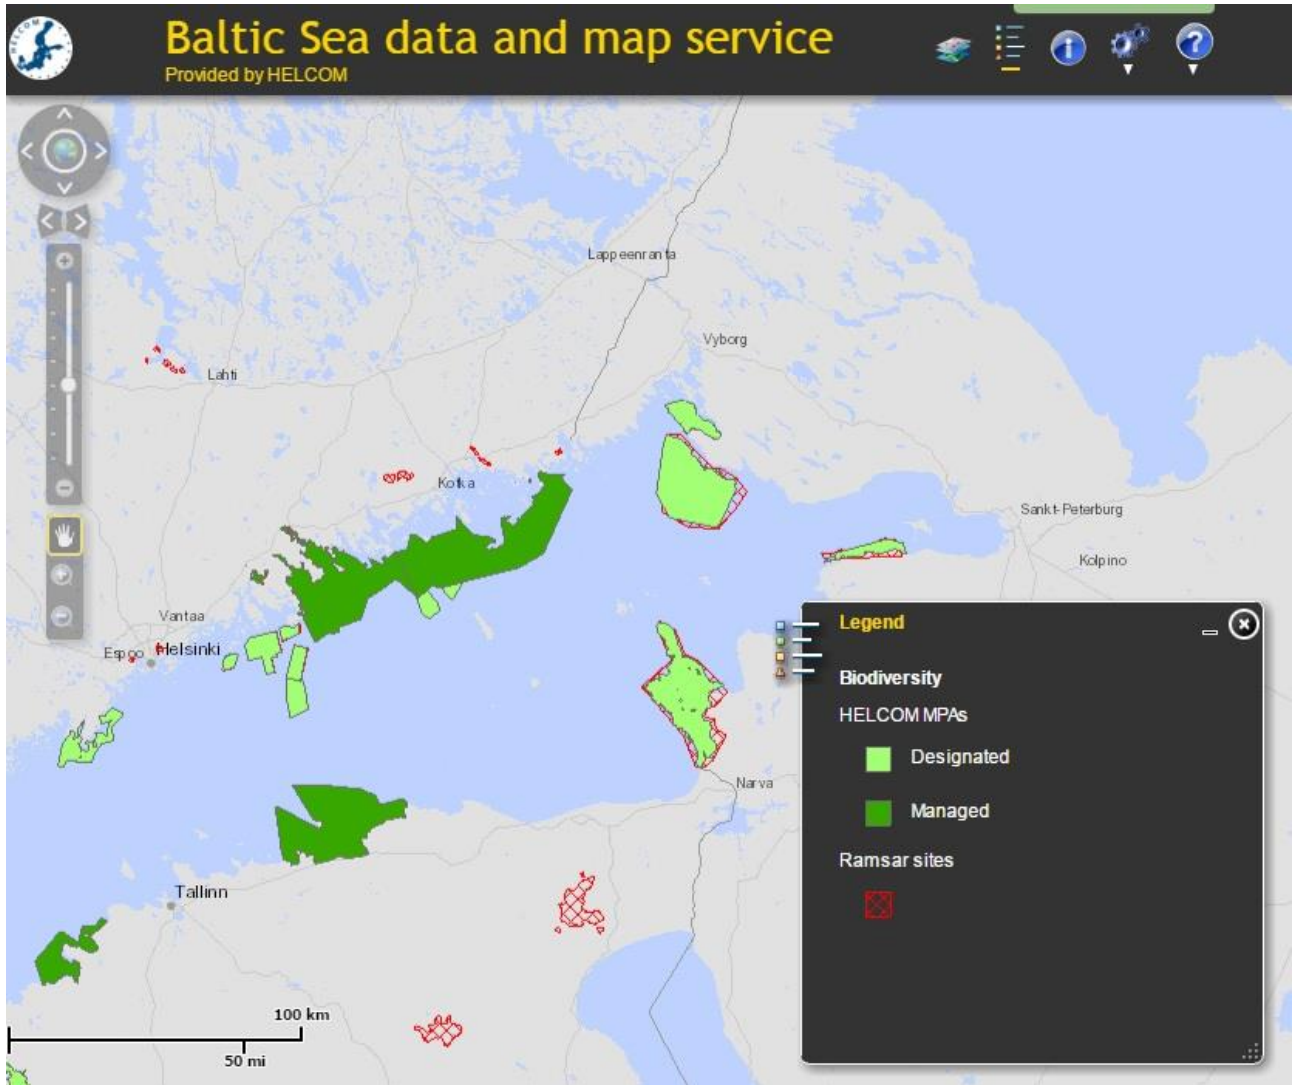 HELCOM
Baltic Sea data and map service
Provided by HELCOM
Lappeenranta
Vyborg
Lahti
Kotka
Sankt-Peterburg
Kolpino
Vantaa
Espoo
Helsinki
Narva
Tallinn
100 km
50 mi
Legend
Biodiversity
HELCOM MPAs
Designated
Managed
Ramsar sites